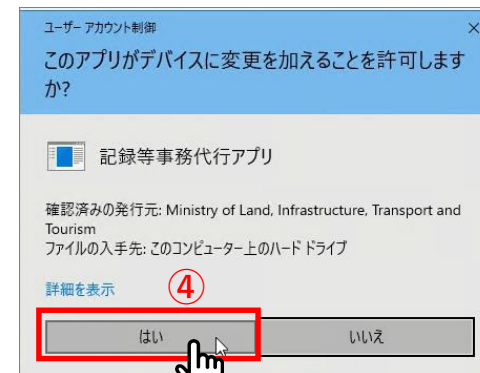 ユーザー アカウント制御
×
このアプリがデバイスに変更を加えることを許可します
か?
記録等事務代行アプリ
確認済みの発行元: Ministry of Land, Infrastructure, Transport and
Tourism
ファイルの入手先: このコンピューター上のハード ドライブ
詳細を表示
④
はい
いいえ